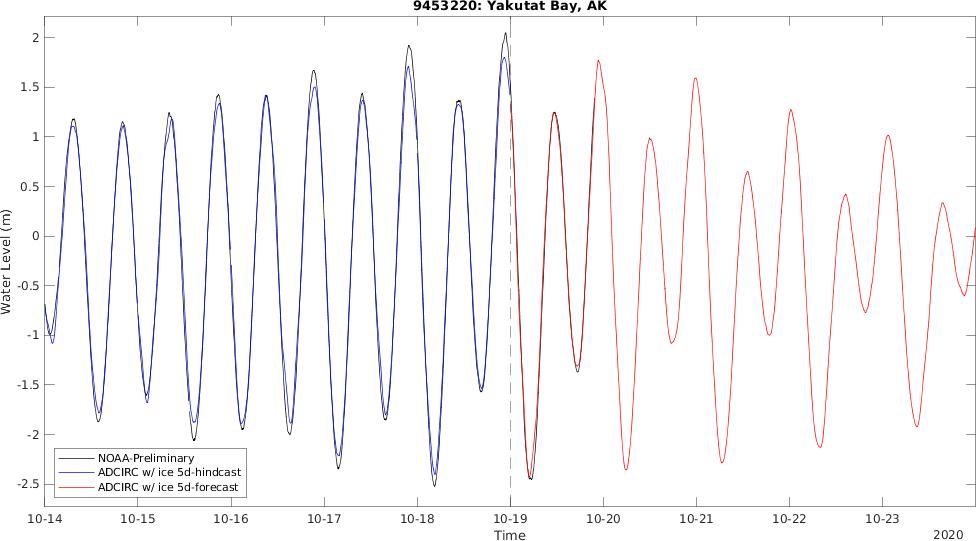 9453220: Yakutat Bay, AK
Water Level (m)
2
1.5
1
0.5
0
-0.5
-1
-1.5
-2
-2.5
NOAA-Preliminary
ADCIRC w/ ice 5d-hindcast
ADCIRC w/ ice 5d-forecast
10-14 10-15 10-16 10-17 10-18 10-19 10-20 10-21 10-22 10-23
Time
2020